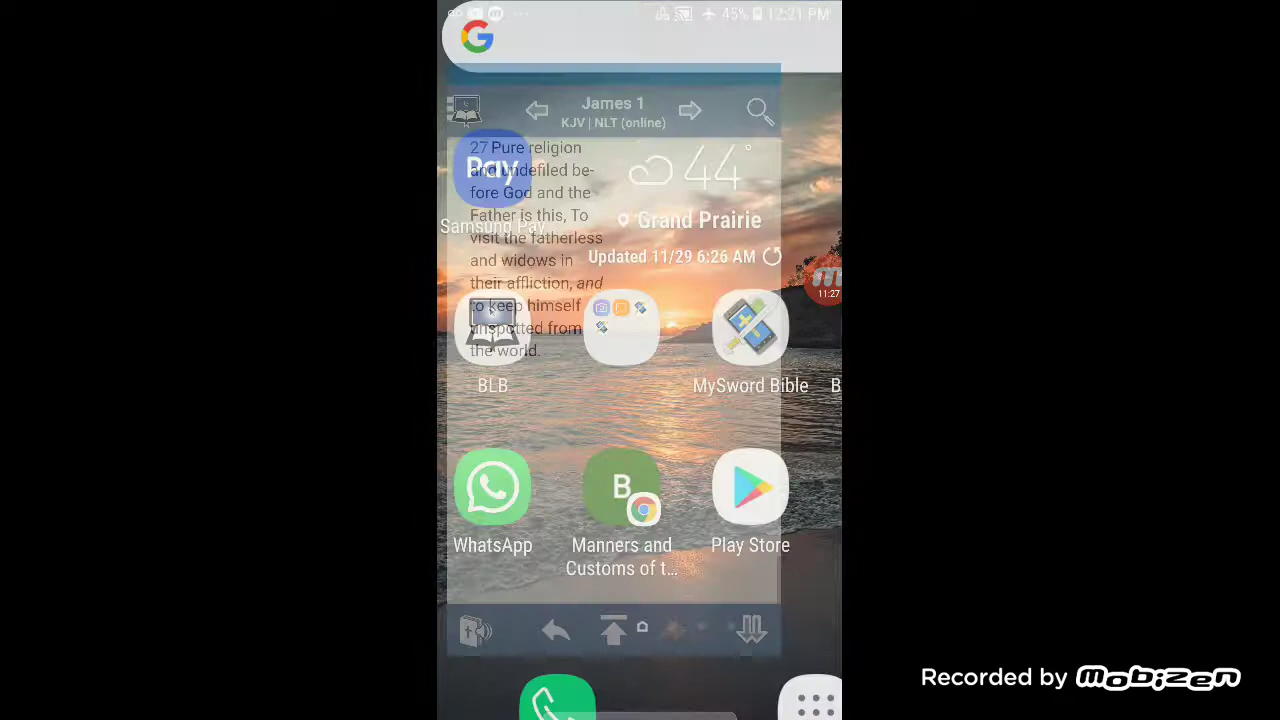 45% 12:21 PM
James 1
KJV | NLT (online)
27 Pure religion
and undefiled be-
fore God and the
Father is this, To
visit the fatherless
and widows in
their affliction, and
to keep himself
unspotted from
the world.
Pay
Samsung Pay
44°
Grand Prairie
Updated 11/29 6:26 AM
11:27
BLB
MySword Bible
B
B
WhatsApp
Manners and
Customs of t...
Play Store
Recorded by mobizen